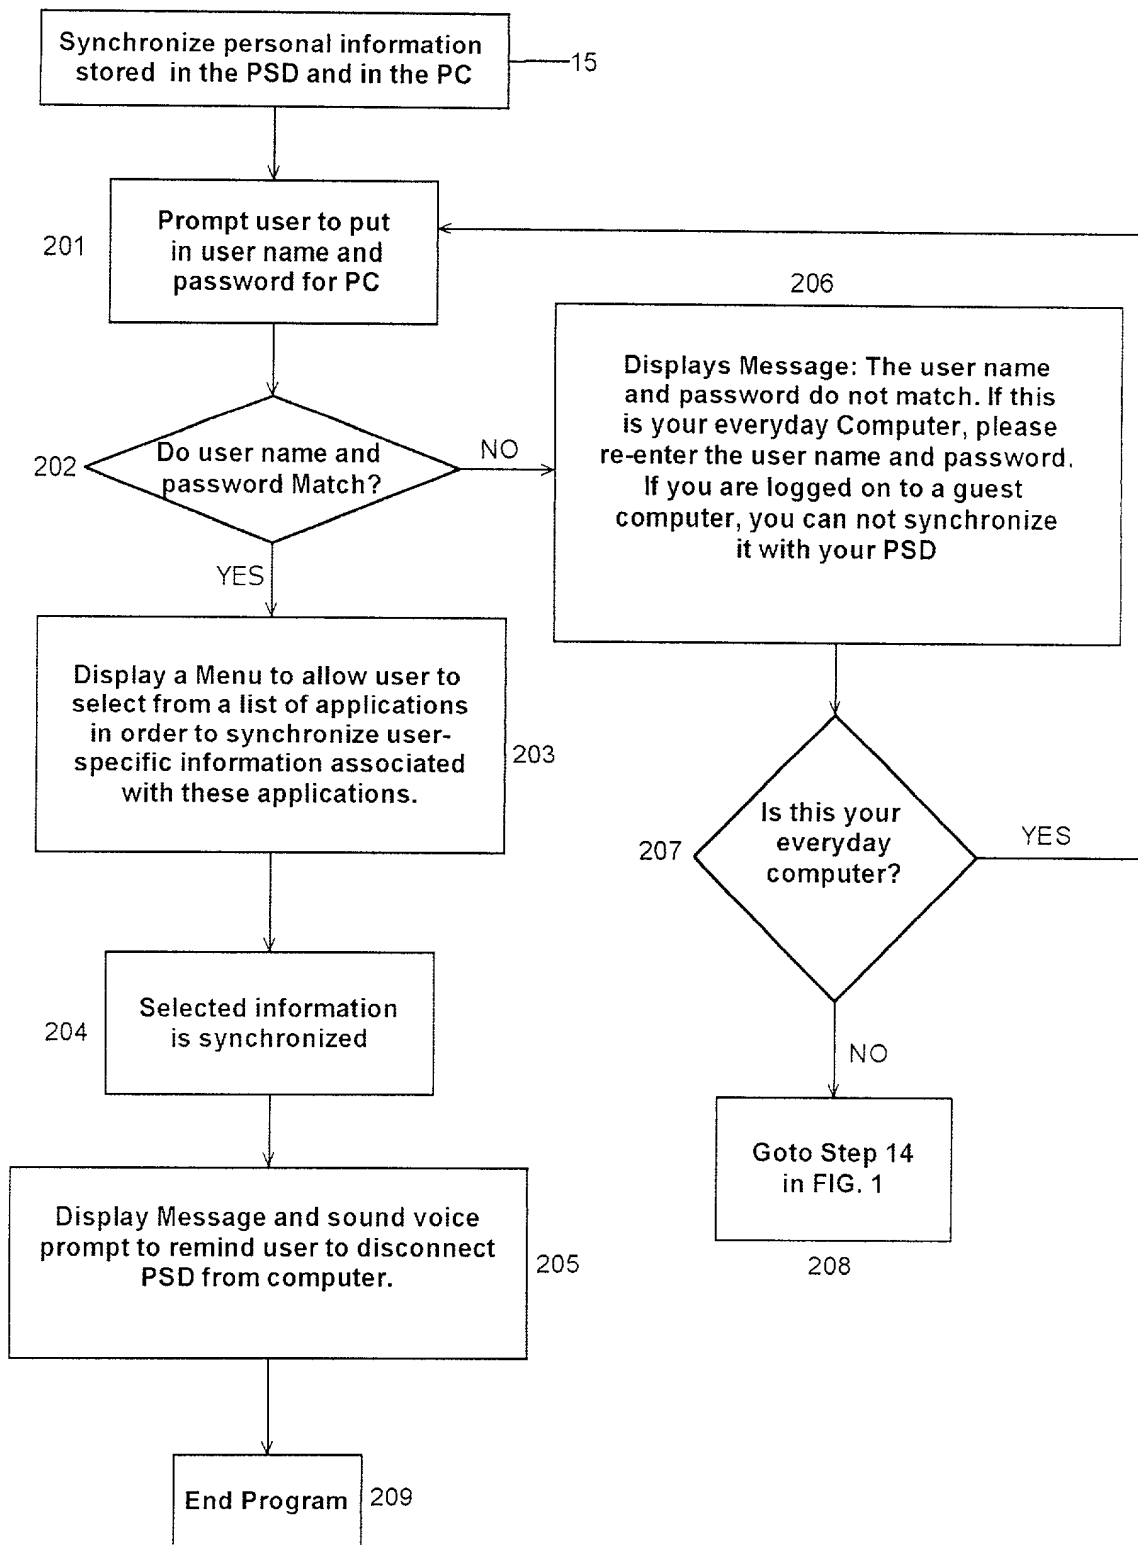 Synchronize personal information
stored in the PSD and in the PC
15
Prompt user to put
in user name and
password for PC
201
206
Displays Message: The user name
and password do not match. If this
is your everyday Computer, please
re-enter the user name and password.
If you are logged on to a guest
computer, you can not synchronize
it with your PSD
Do user name and
password Match?
202
NO
YES
Display a Menu to allow user to
select from a list of applications
in order to synchronize user-
specific information associated
with these applications.
203
Is this your
everyday
computer?
207
YES
NO
Selected information
is synchronized
204
Goto Step 14
in FIG. 1
208
Display Message and sound voice
prompt to remind user to disconnect
PSD from computer.
205
End Program
209